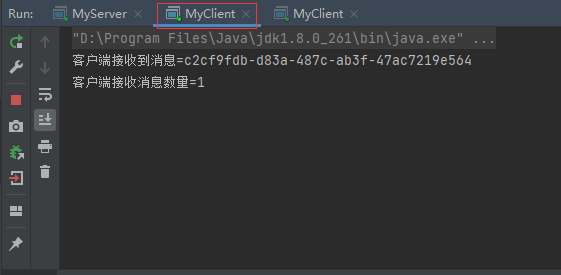 Run: MyServer × MyClient × MyClient ×
"D:\Program Files\Java\jdk1.8.0_261\bin\java.exe" ...
客户端接收到消息=c2cf9fdb-d83a-487c-ab3f-47ac7219e564
客户端接收消息数量=1